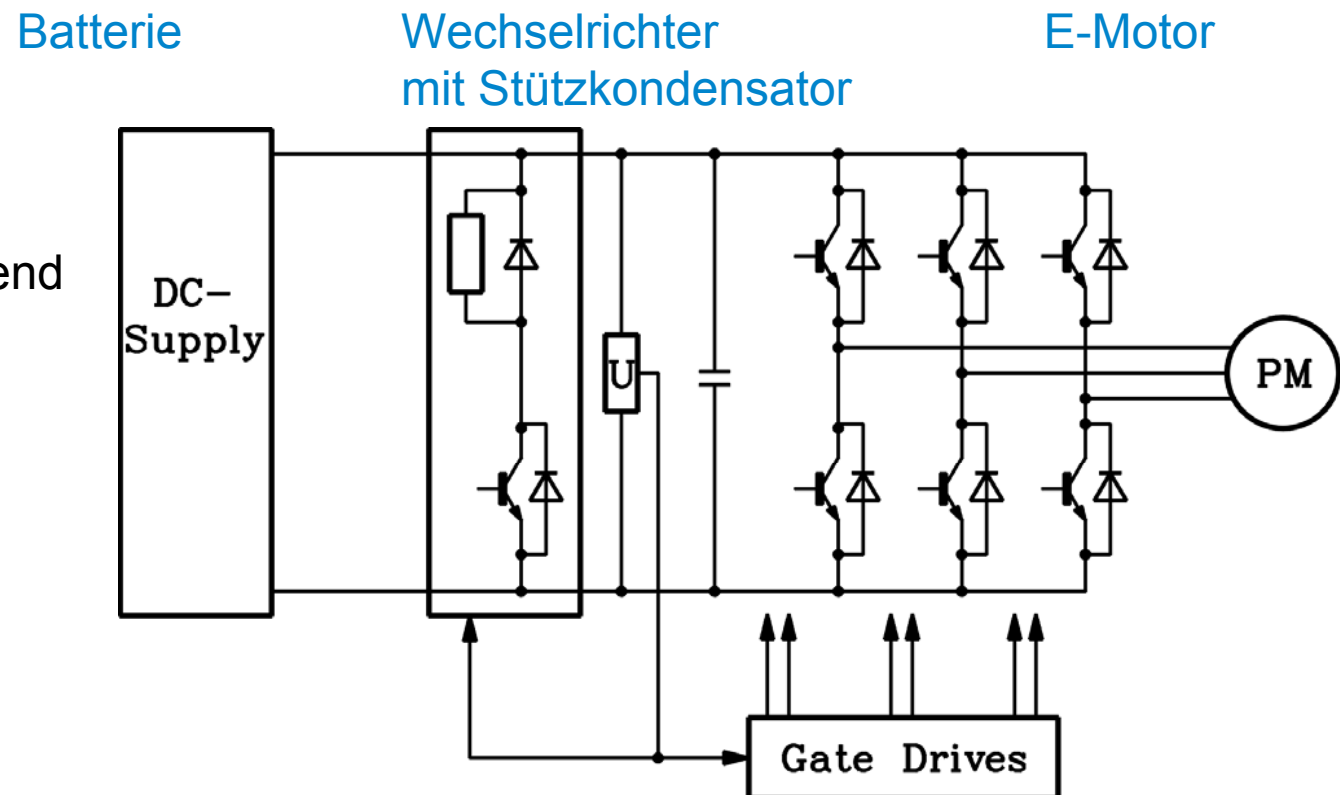 Batterie
Wechselrichter
mit Stützkondensator
E-Motor
end
DC-
Supply
U
PM
Gate Drives